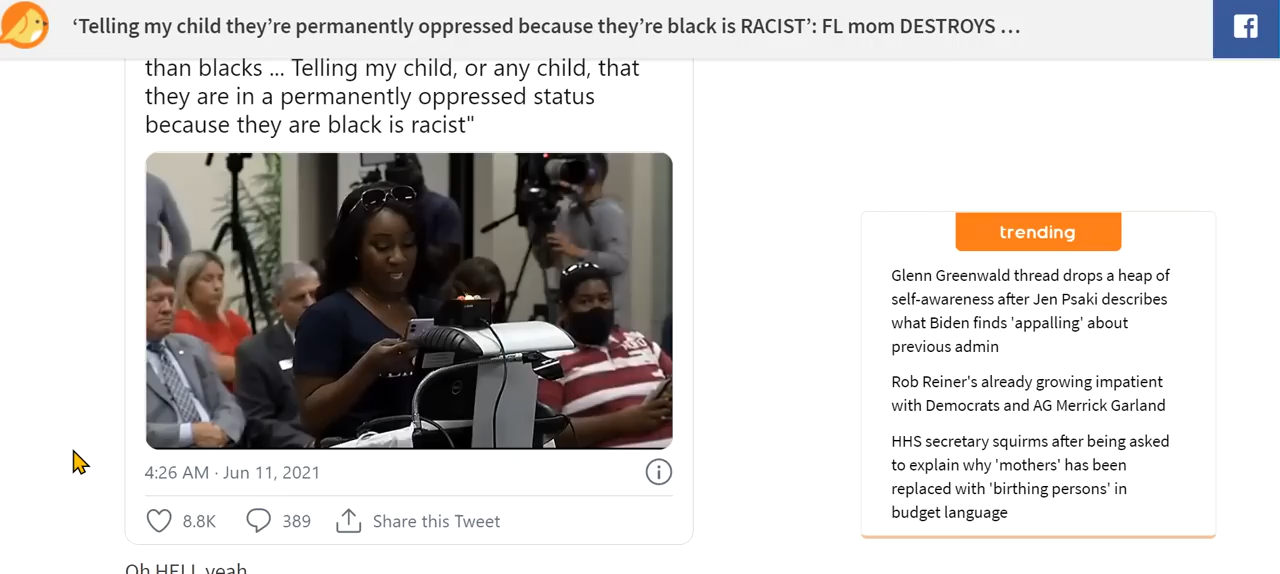 ‘Telling my child they’re permanently oppressed because they’re black is RACIST’: FL mom DESTROYS …
than blacks ... Telling my child, or any child, that
they are in a permanently oppressed status
because they are black is racist"
4:26 AM · Jun 11, 2021
8.8K 389 Share this Tweet
Oh HELL yeah
trending
Glenn Greenwald thread drops a heap of
self-awareness after Jen Psaki describes
what Biden finds 'appalling' about
previous admin
Rob Reiner's already growing impatient
with Democrats and AG Merrick Garland
HHS secretary squirms after being asked
to explain why 'mothers' has been
replaced with 'birthing persons' in
budget language